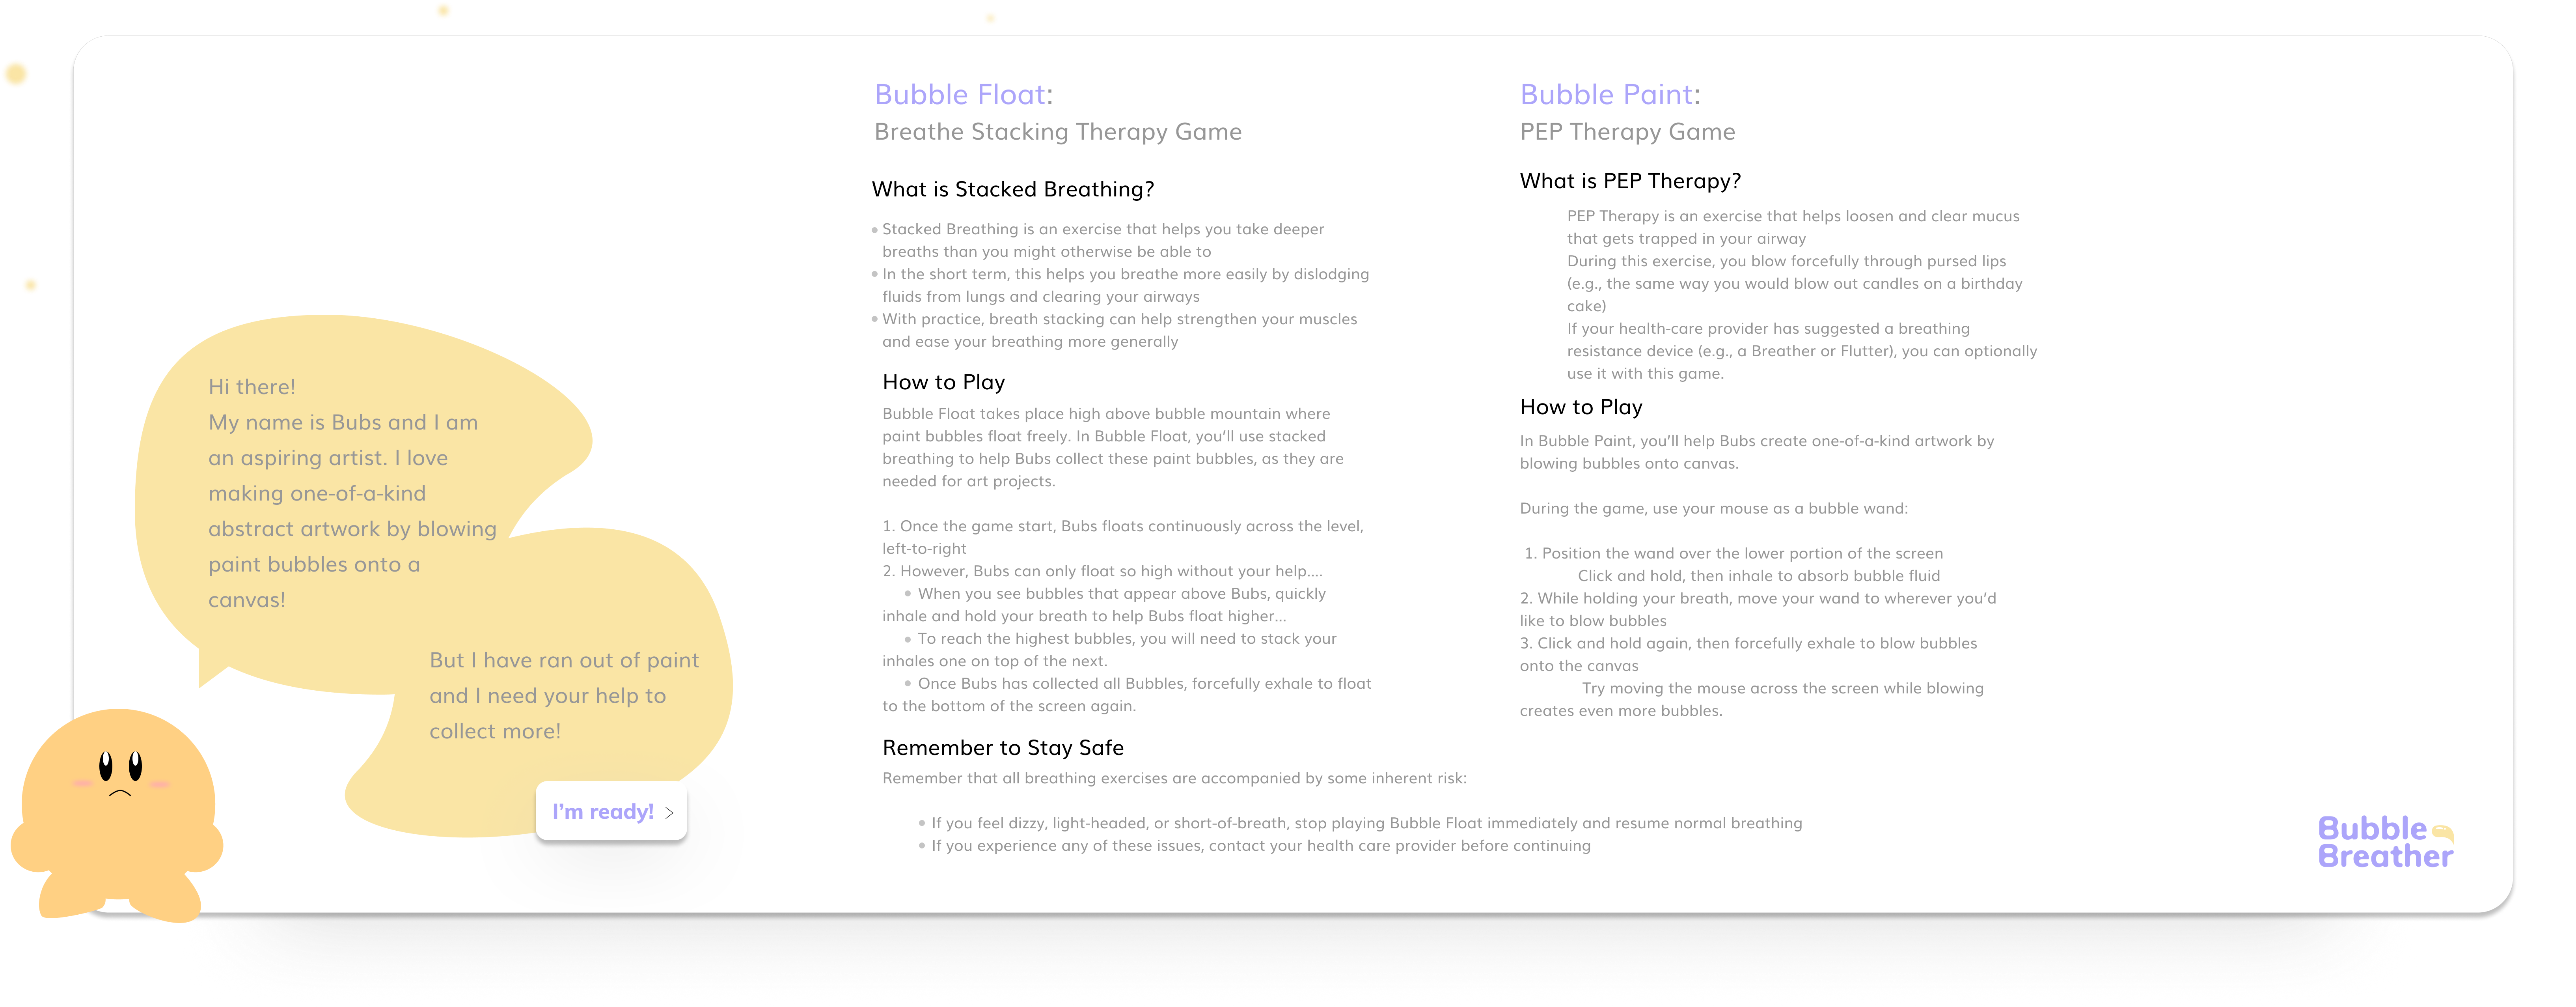 Hi there!
My name is Bubs and I am
an aspiring artist. I love
making one-of-a-kind
abstract artwork by blowing
paint bubbles onto a
canvas!
But I have ran out of paint
and I need your help to
collect more!
I'm ready! >
Bubble Float:
Breathe Stacking Therapy Game
What is Stacked Breathing?
• Stacked Breathing is an exercise that helps you take deeper
breaths than you might otherwise be able to
• In the short term, this helps you breathe more easily by dislodging
fluids from lungs and clearing your airways
• With practice, breath stacking can help strengthen your muscles
and ease your breathing more generally
How to Play
Bubble Float takes place high above bubble mountain where
paint bubbles float freely. In Bubble Float, you'll use stacked
breathing to help Bubs collect these paint bubbles, as they are
needed for art projects.
1. Once the game start, Bubs floats continuously across the level,
left-to-right
2. However, Bubs can only float so high without your help....
• When you see bubbles that appear above Bubs, quickly
inhale and hold your breath to help Bubs float higher...
• To reach the highest bubbles, you will need to stack your
inhales one on top of the next.
• Once Bubs has collected all Bubbles, forcefully exhale to float
to the bottom of the screen again.
Remember to Stay Safe
Remember that all breathing exercises are accompanied by some inherent risk:
• If you feel dizzy, light-headed, or short-of-breath, stop playing Bubble Float immediately and resume normal breathing
• If you experience any of these issues, contact your health care provider before continuing
Bubble Paint:
PEP Therapy Game
What is PEP Therapy?
PEP Therapy is an exercise that helps loosen and clear mucus
that gets trapped in your airway
During this exercise, you blow forcefully through pursed lips
(e.g., the same way you would blow out candles on a birthday
cake)
If your health-care provider has suggested a breathing
resistance device (e.g., a Breather or Flutter), you can optionally
use it with this game.
How to Play
In Bubble Paint, you'll help Bubs create one-of-a-kind artwork by
blowing bubbles onto canvas.
During the game, use your mouse as a bubble wand:
1. Position the wand over the lower portion of the screen
Click and hold, then inhale to absorb bubble fluid
2. While holding your breath, move your wand to wherever you'd
like to blow bubbles
3. Click and hold again, then forcefully exhale to blow bubbles
onto the canvas
Try moving the mouse across the screen while blowing
creates even more bubbles.
Bubble
Breather